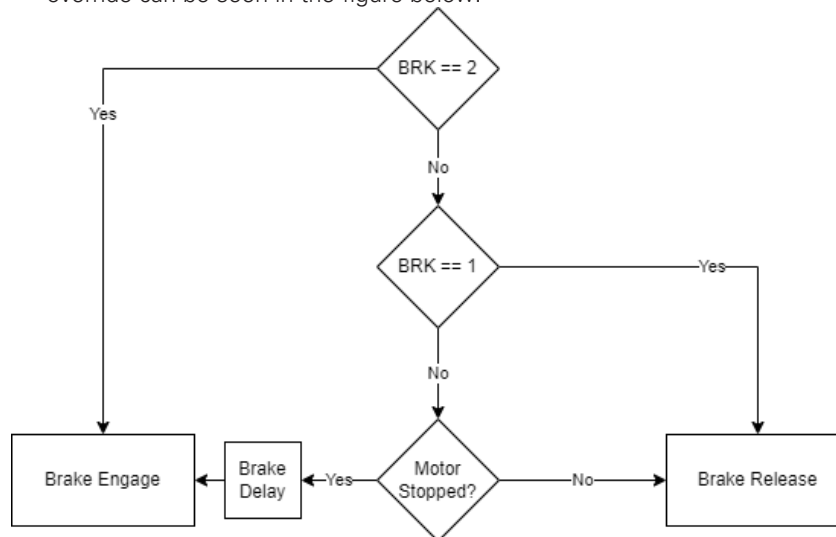 override can be seen in the figure below.
BRK == 2
Yes
No
BRK == 1
Yes
No
Motor
Stopped?
Yes
No
Brake
Delay
Brake Engage
Brake Release